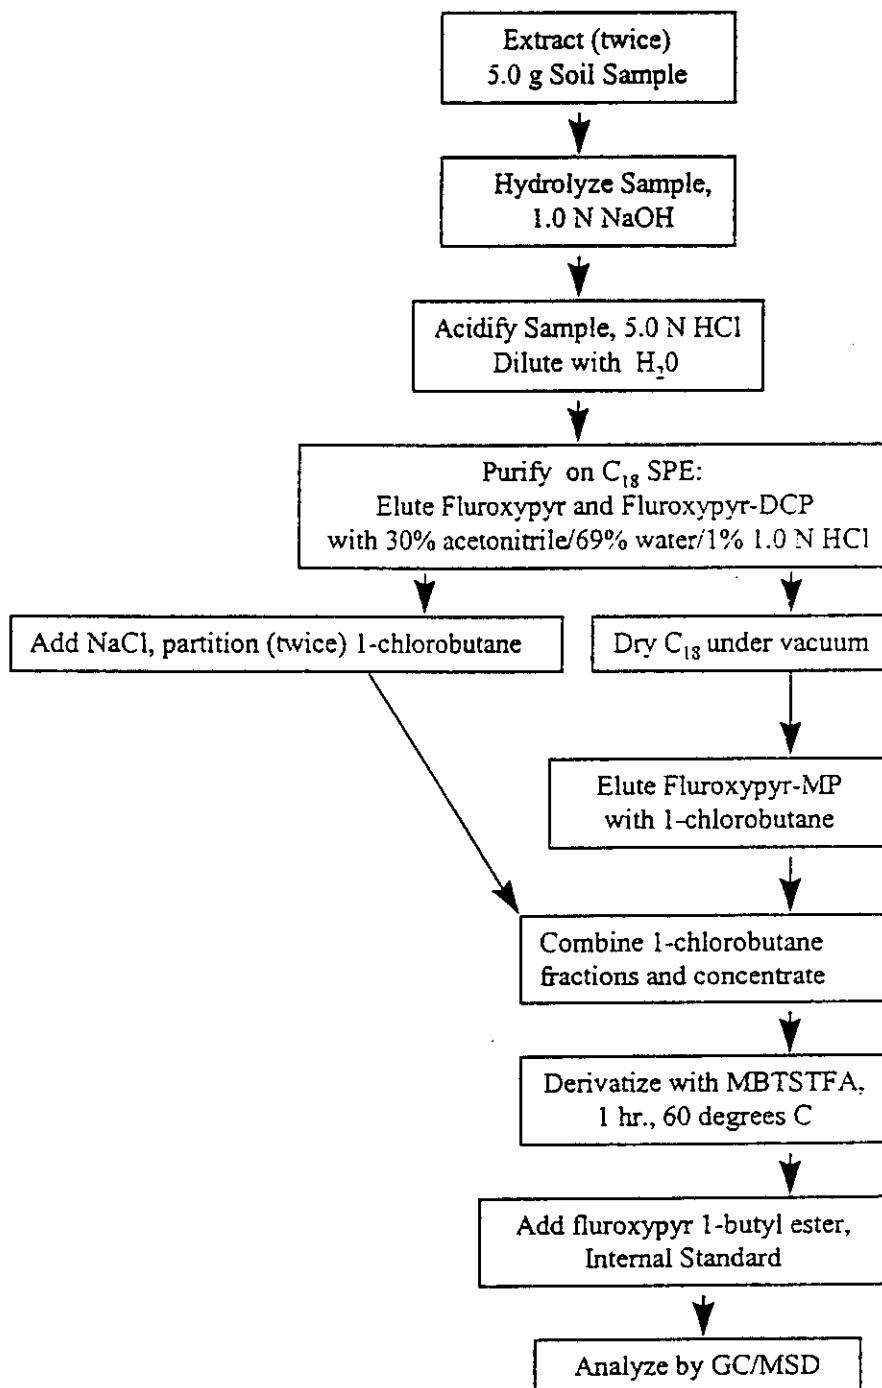 Extract (twice)
5.0 g Soil Sample
Hydrolyze Sample,
1.0 N NaOH
Acidify Sample, 5.0 N HCl
Dilute with H₂0
Purify on C₁₈ SPE:
Elute Fluroxypyr and Fluroxypyr-DCP
with 30% acetonitrile/69% water/1% 1.0 N HCl
Add NaCl, partition (twice) 1-chlorobutane
Dry C₁₈ under vacuum
Elute Fluroxypyr-MP
with 1-chlorobutane
Combine 1-chlorobutane
fractions and concentrate
Derivatize with MBTSTFA,
1 hr., 60 degrees C
Add fluroxypyr 1-butyl ester,
Internal Standard
Analyze by GC/MSD